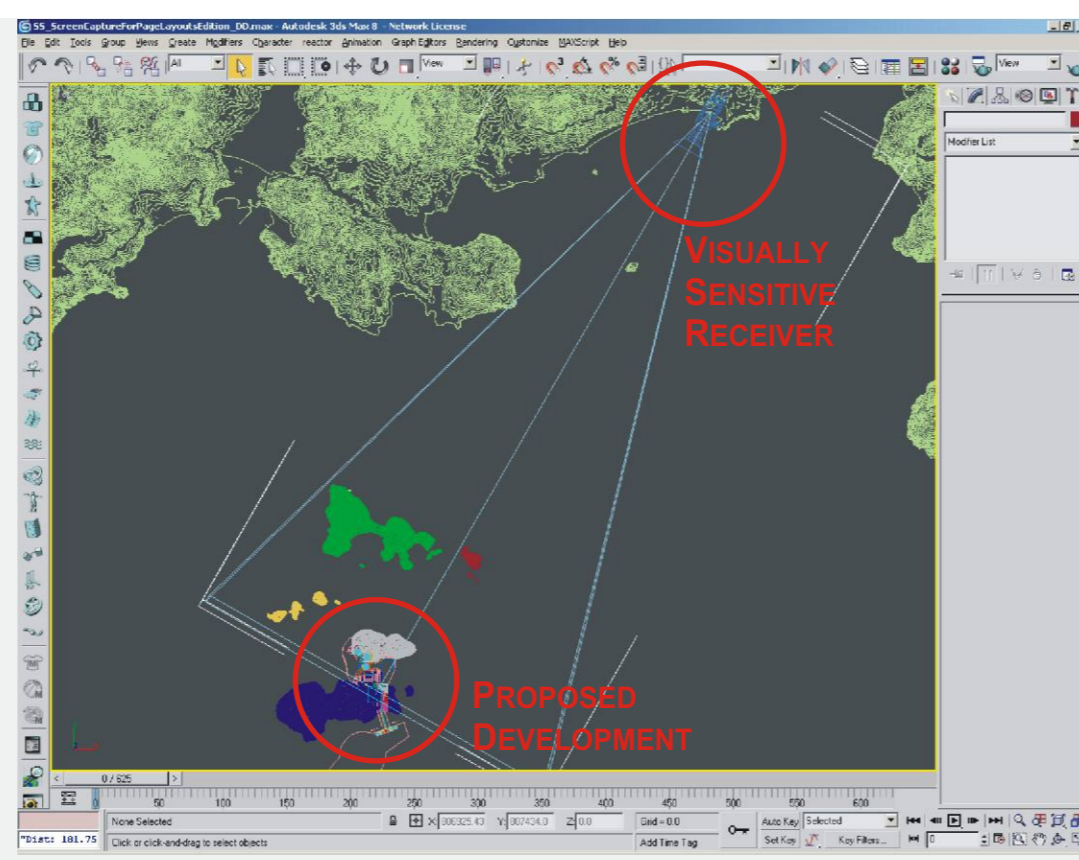 55_ScreenCaptureForPageLayoutsEdition_DD.max - Autodesk 3ds Max 8 - Network License
File Edit Tools Group Views Create Modifiers Character reactor Animation Graph Editors Rendering Customize MAXScript Help
All
View
View
Modifier List
VISUALLY
SENSITIVE
RECEIVER
PROPOSED
DEVELOPMENT
0 / 625
0 50 100 150 200 250 300 350 400 450 500 550 600
None Selected
X: Y: Z: 0.0
Grid = 0.0
Auto Key Selected
"Dist: 181.75
Click or click-and-drag to select objects
Add Time Tag
Set Key
Key Filters...
0